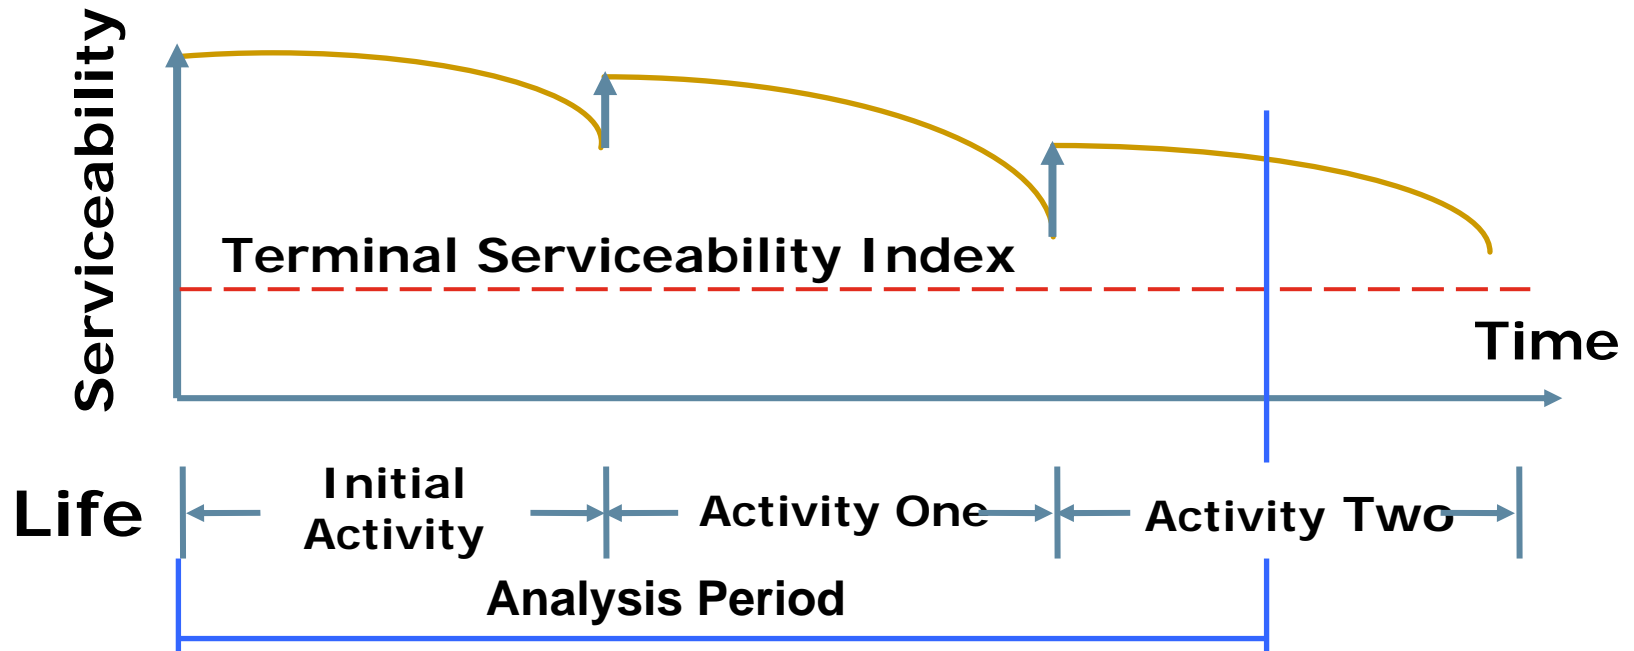 Serviceability
Terminal Serviceability Index
Time
Life
Initial
Activity
Activity One
Activity Two
Analysis Period